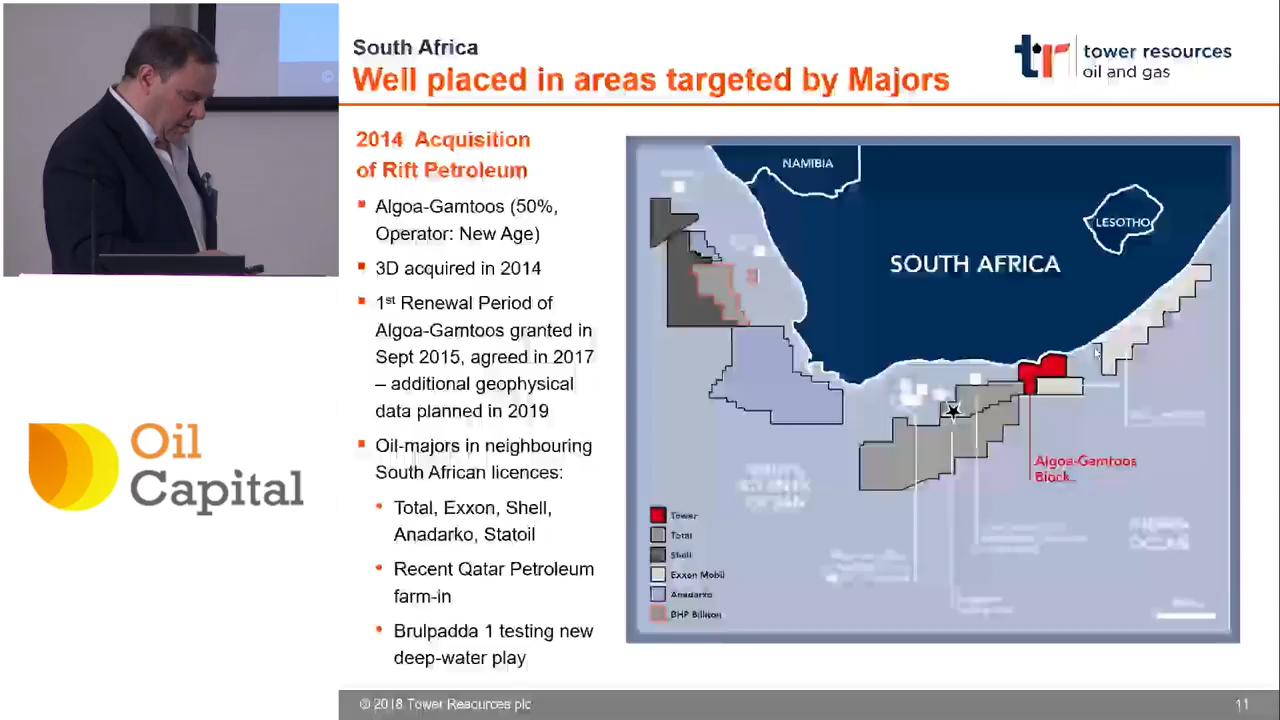 South Africa
Well placed in areas targeted by Majors
tr tower resources
oil and gas
2014 Acquisition
of Rift Petroleum
Algoa-Gamtoos (50%,
Operator: New Age)
3D acquired in 2014
1st Renewal Period of
Algoa-Gamtoos granted in
Sept 2015, agreed in 2017
– additional geophysical
data planned in 2019
Oil-majors in neighbouring
South African licences:
Total, Exxon, Shell,
Anadarko, Statoil
Recent Qatar Petroleum
farm-in
Brulpadda 1 testing new
deep-water play
NAMIBIA
LESOTHO
SOUTH AFRICA
Algoa-Gamtoos
Block
Tower
Total
Shell
Exxon Mobil
Anadarko
BHP Billiton
Oil
Capital
© 2018 Tower Resources plc
11